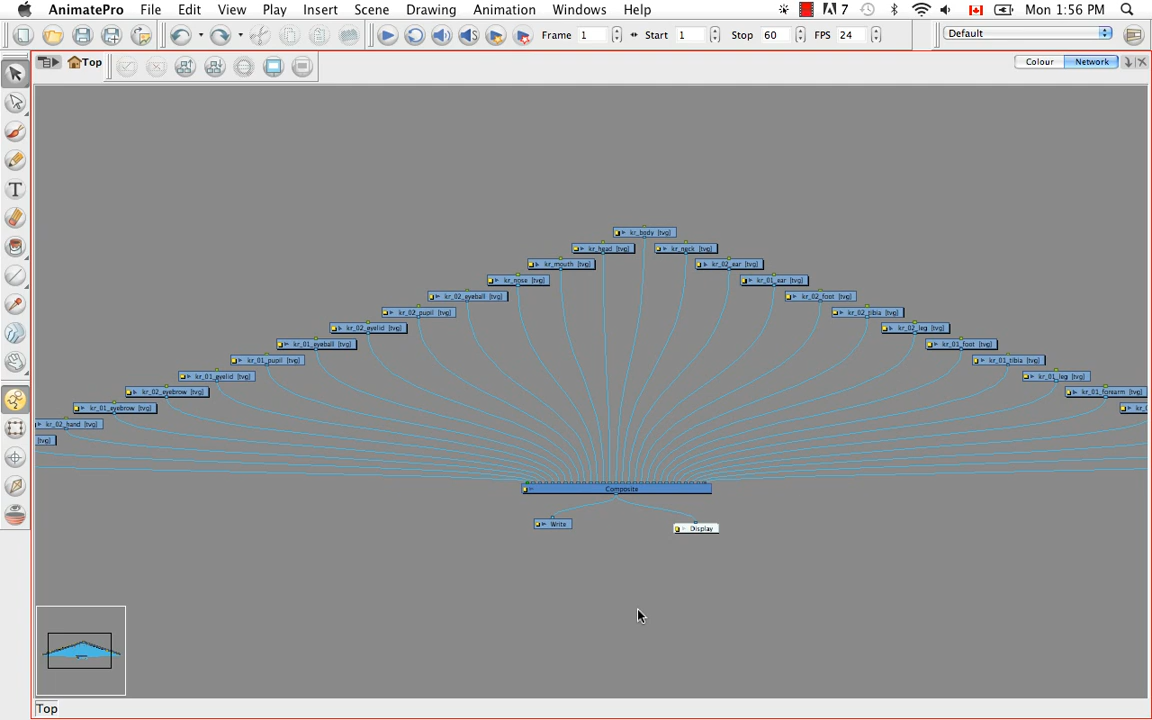 AnimatePro File Edit View Play Insert Scene Drawing Animation Windows Help 7 Mon 1:56 PM
Frame 1 Start 1 Stop 60 FPS 24 Default
Top Colour Network
kr_body [tvg]
kr_head [tvg] kr_neck [tvg]
kr_mouth [tvg] kr_02_ear [tvg]
kr_nose [tvg] kr_01_ear [tvg]
kr_02_eyeball [tvg] kr_02_foot [tvg]
kr_02_pupil [tvg] kr_02_tibia [tvg]
kr_02_eyelid [tvg] kr_02_leg [tvg]
kr_01_eyeball [tvg] kr_01_foot [tvg]
kr_01_pupil [tvg] kr_01_tibia [tvg]
kr_01_eyelid [tvg] kr_01_leg [tvg]
kr_02_eyebrow [tvg] kr_01_forearm [tvg]
kr_01_eyebrow [tvg]
kr_02_hand [tvg]
[tvg]
Composite
Write Display
Top